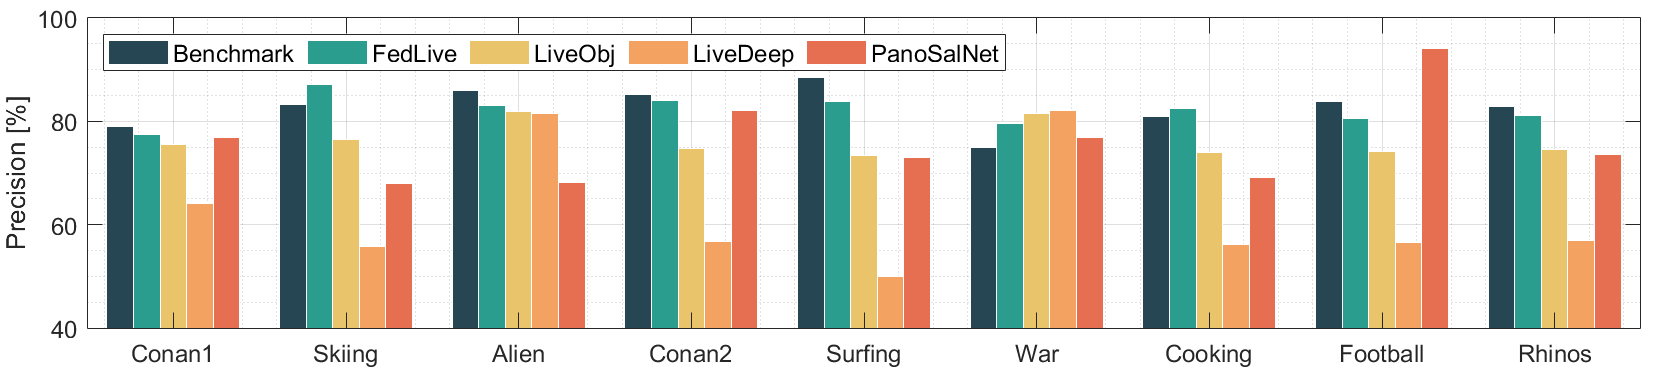 100
80
60
40
Precision [%]
Benchmark FedLive LiveObj LiveDeep PanoSalNet
Conan1 Skiing Alien Conan2 Surfing War Cooking Football Rhinos